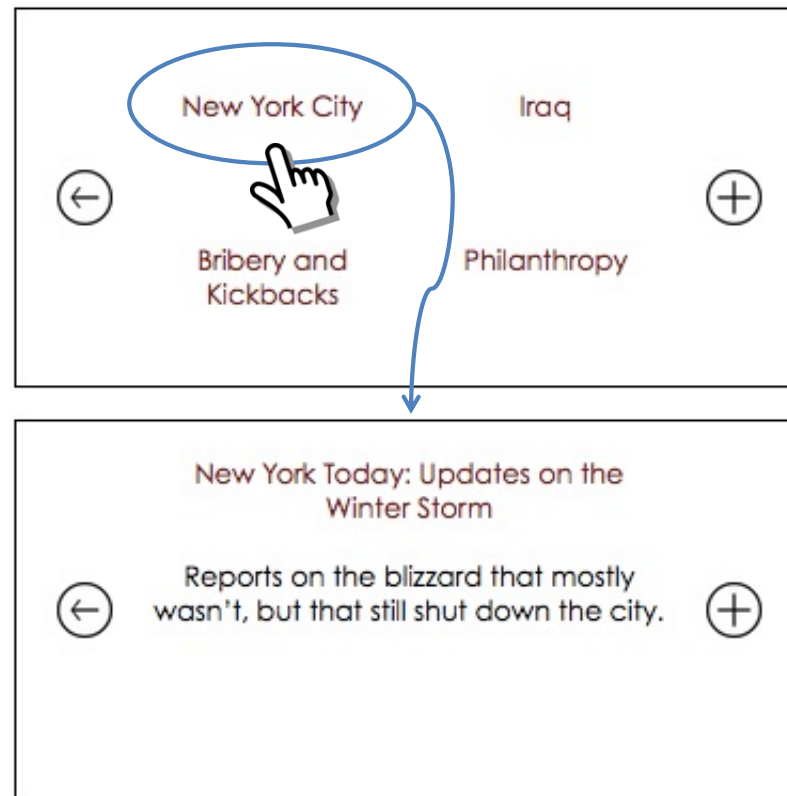 New York City
Iraq
Bribery and
Kickbacks
Philanthropy
New York Today: Updates on the
Winter Storm
Reports on the blizzard that mostly
wasn't, but that still shut down the city.